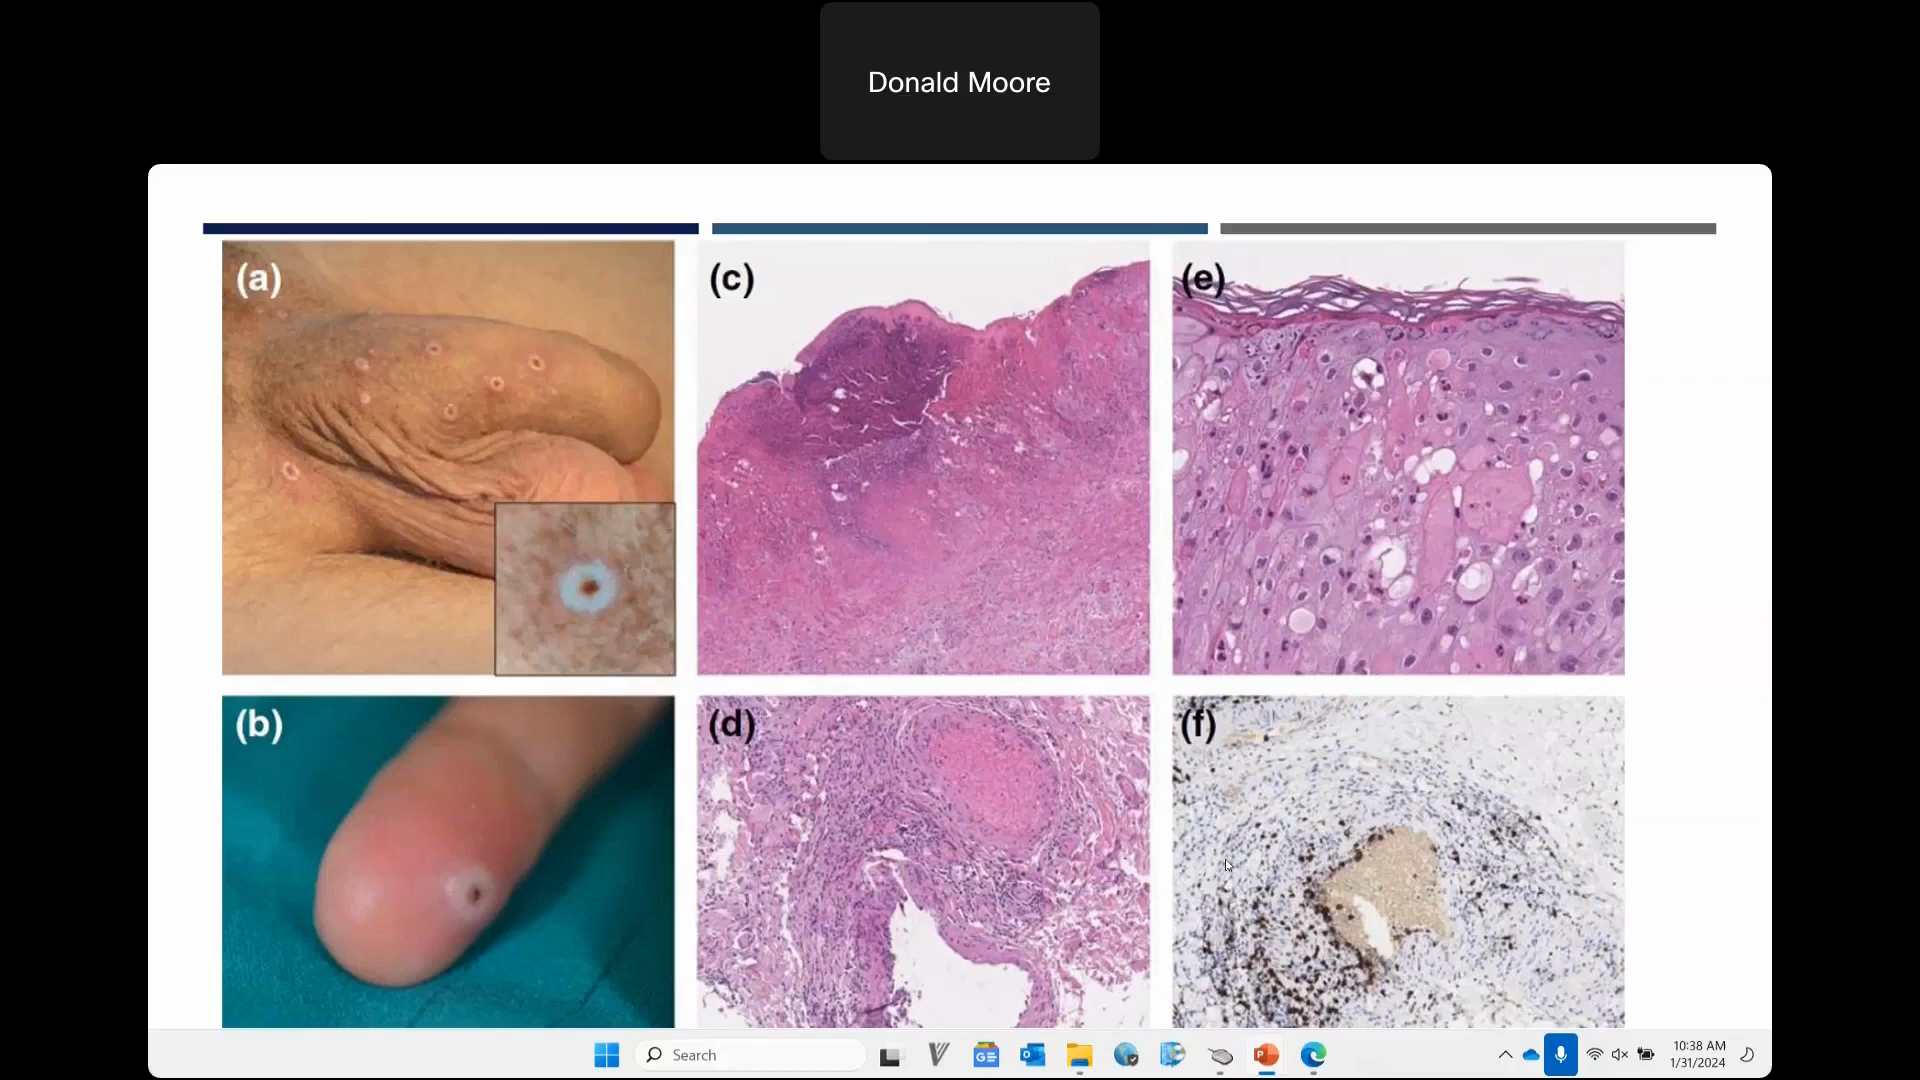 Donald Moore
(a)
(c)
(e)
(b)
(d)
(f)
Search
10:38 AM
1/31/2024